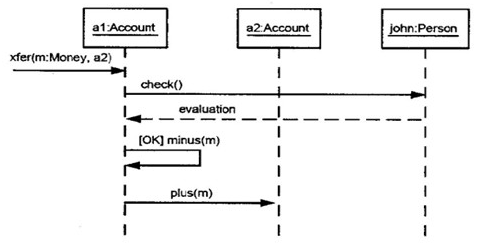 a1:Account
a2:Account
john:Person
xfer(m:Money, a2)
check()
evaluation
[OK] minus(m)
plus(m)